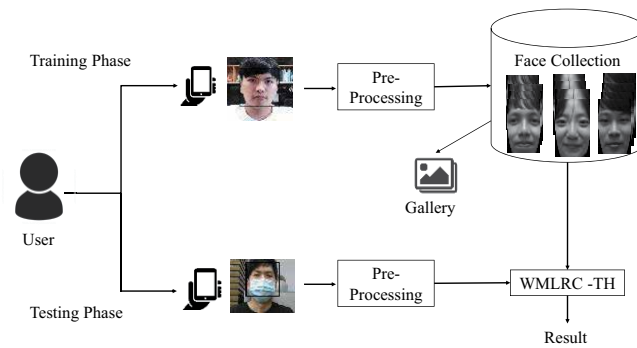 Training Phase
Pre-
Processing
Face Collection
Gallery
User
Testing Phase
Pre-
Processing
WMLRC -TH
Result